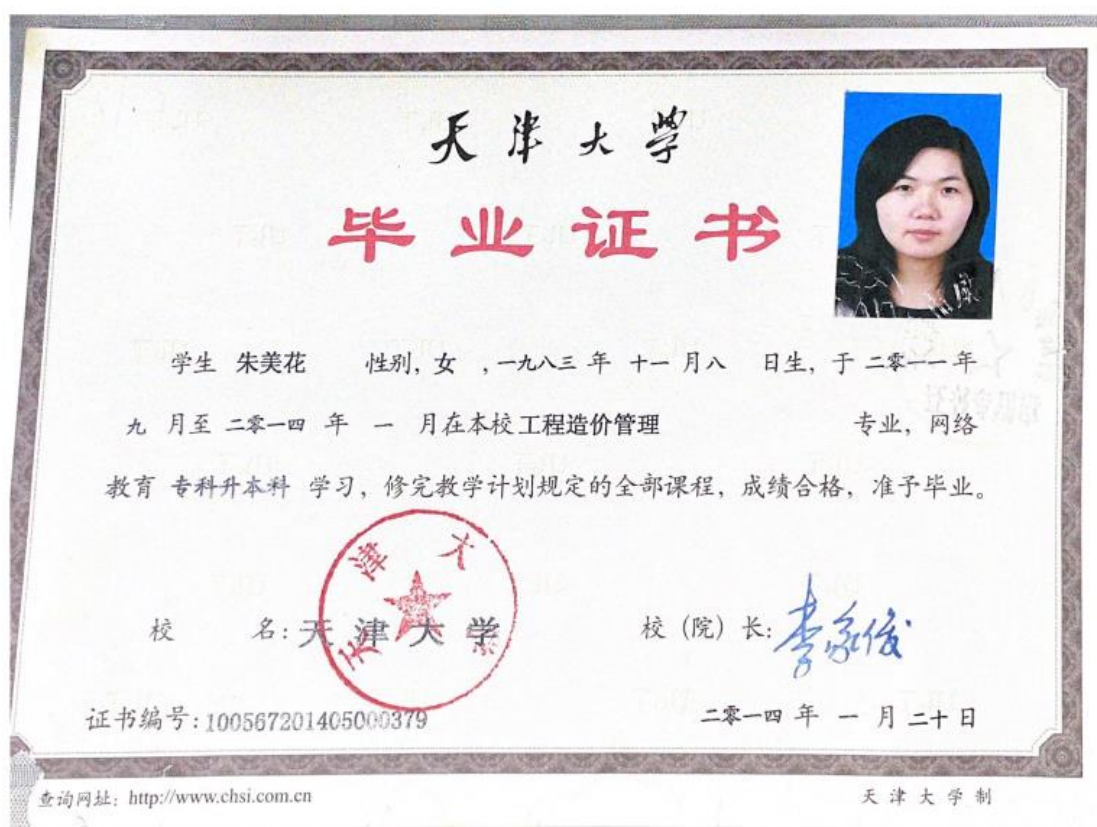 天津大学
毕业证书
学生 朱美花 性别,女 ,一九八三 年 十一 月八 日生,于 二零一一 年
九 月至 二零一四 年 一 月在本校 工程造价管理 专业,网络
教育 专科升本科 学习,修完教学计划规定的全部课程,成绩合格,准予毕业。
天津大学
校 名:天津大学 校(院)长:李家俊
证书编号:100567201405000379 二零一四 年 一 月 二十 日
查询网址:http://www.chsi.com.cn 天津大学制